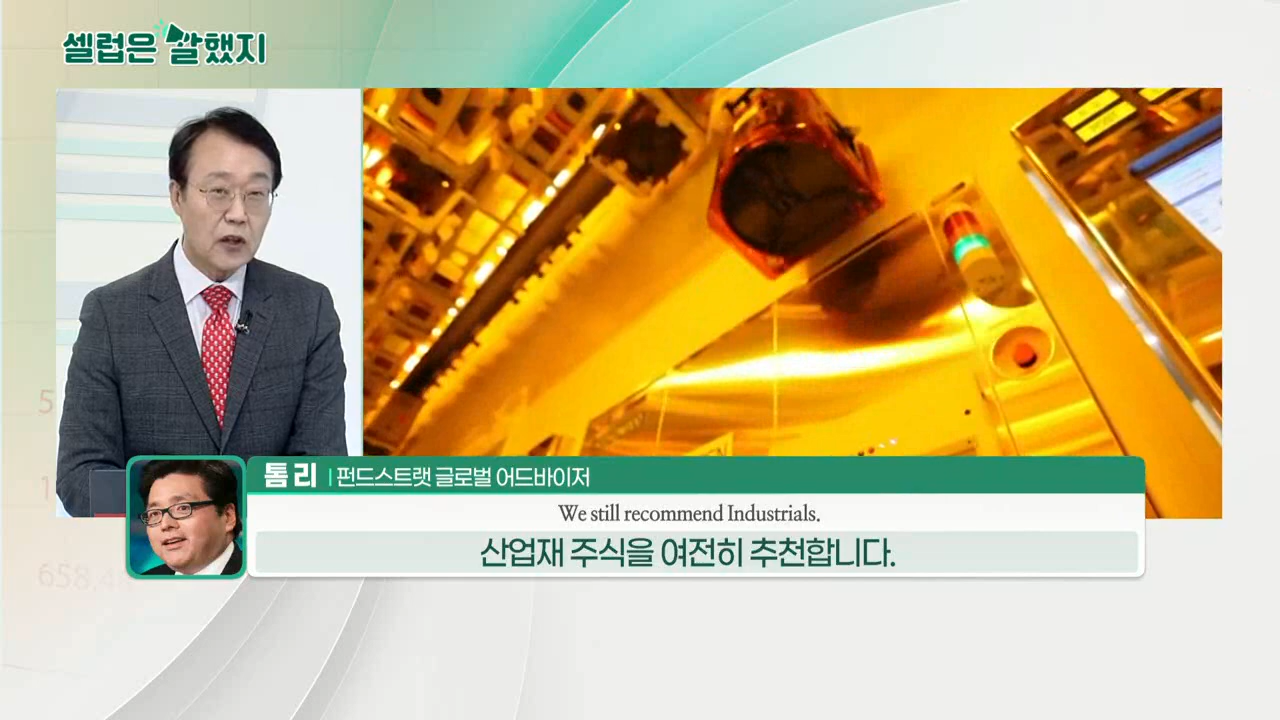 셀럽은 말했지
톰 리 | 펀드스트랫 글로벌 어드바이저
We still recommend Industrials.
산업재 주식을 여전히 추천합니다.